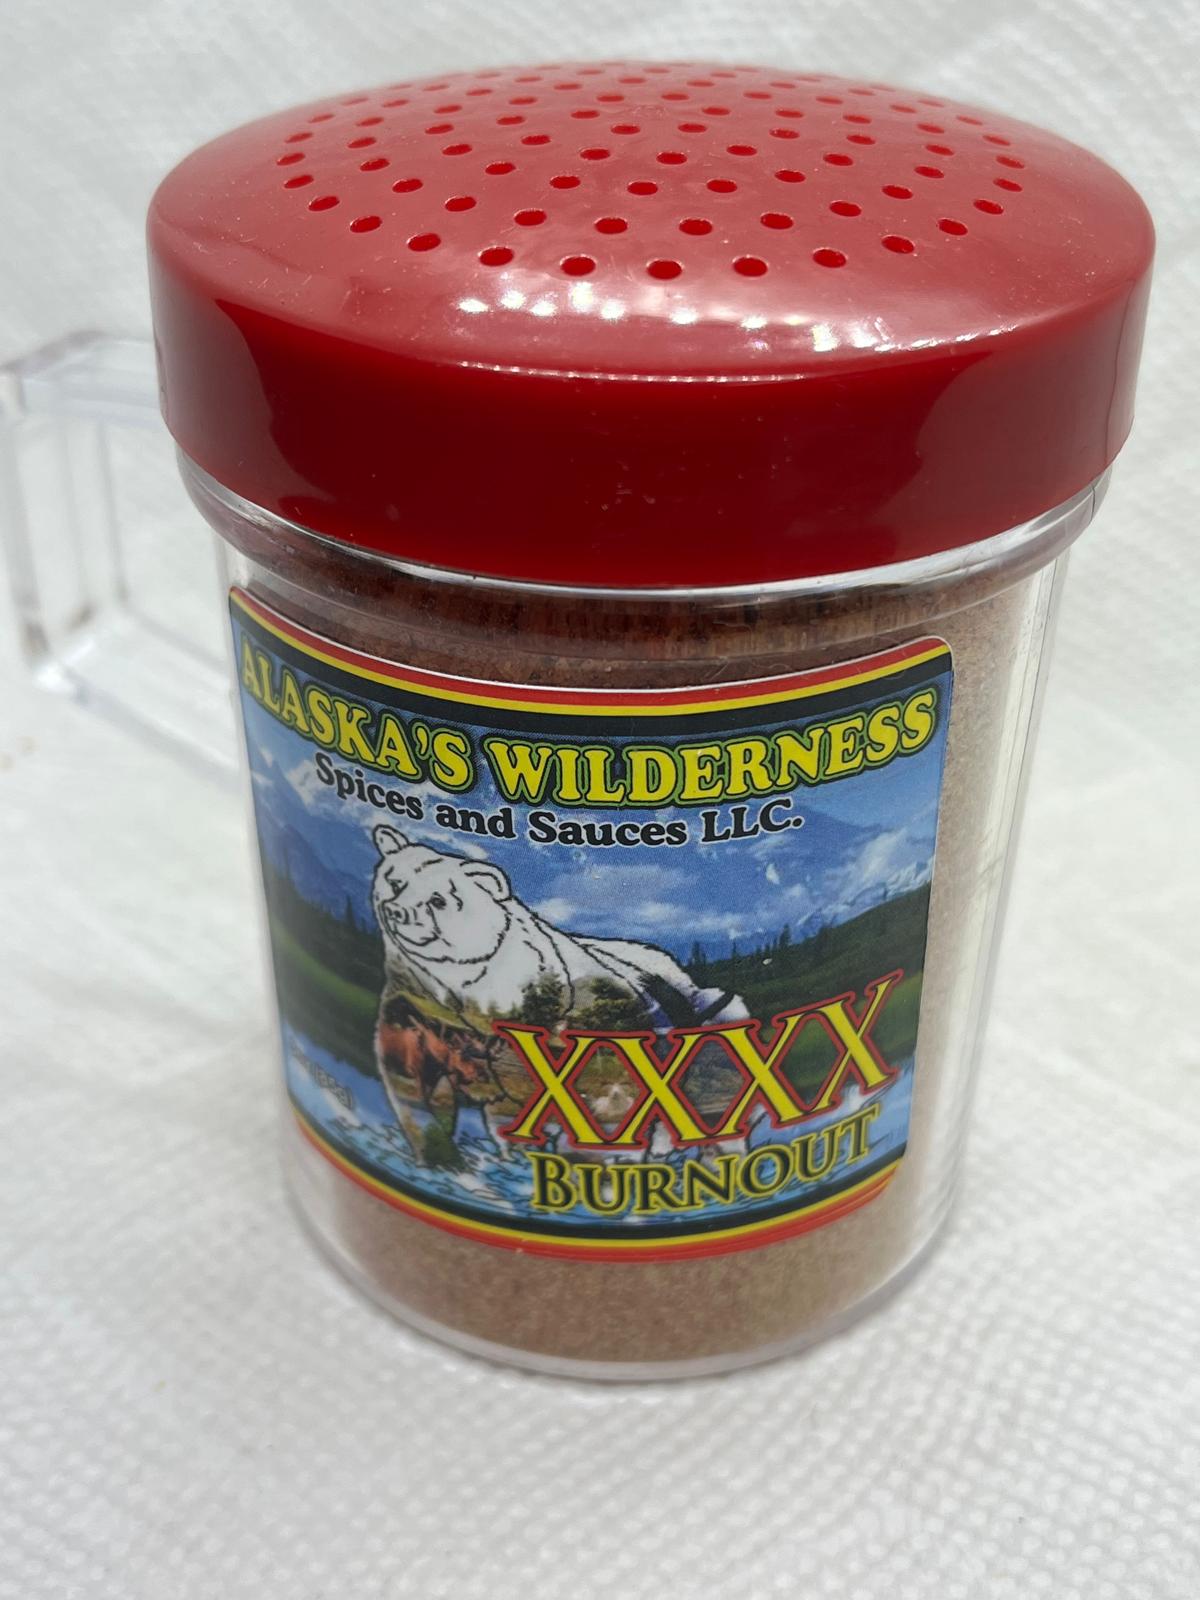 ALASKA'S WILDERNESS
Spices and Sauces LLC.
XXXX
BURNOUT